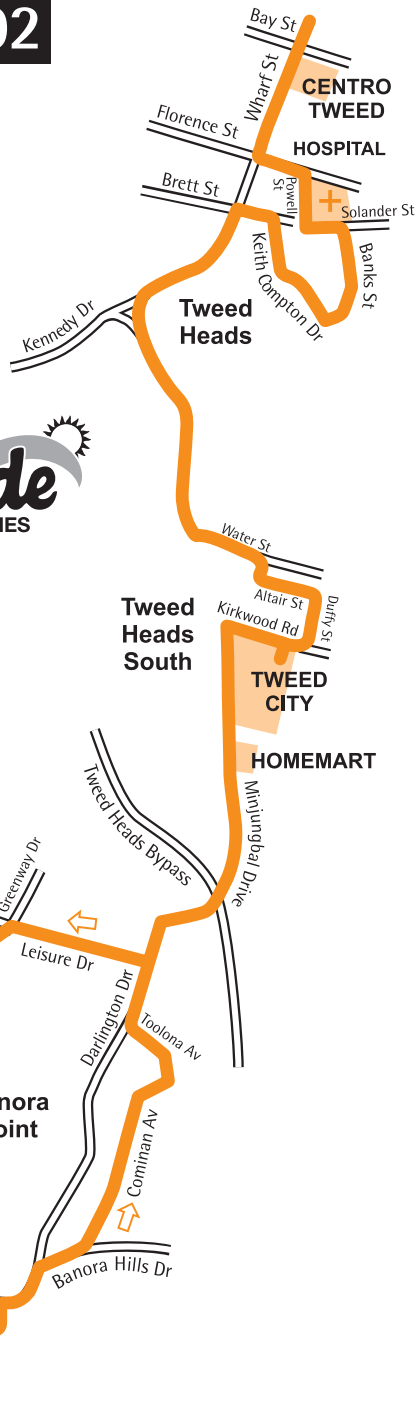 02
Bay St
Wharf St
CENTRO
TWEED
Florence St
HOSPITAL
Brett St
Powell
St
Solander St
Keith Compton Dr
Banks St
Kennedy Dr
Tweed
Heads
de
Water St
Altair St
Duffy St
Kirkwood Rd
Tweed
Heads
South
TWEED
CITY
HOMEMART
Tweed Heads Bypass
Minjungbal Drive
Greenway Dr
Leisure Dr
Darlington Drr
Toolona Av
nora
oint
Cominan Av
Banora Hills Dr